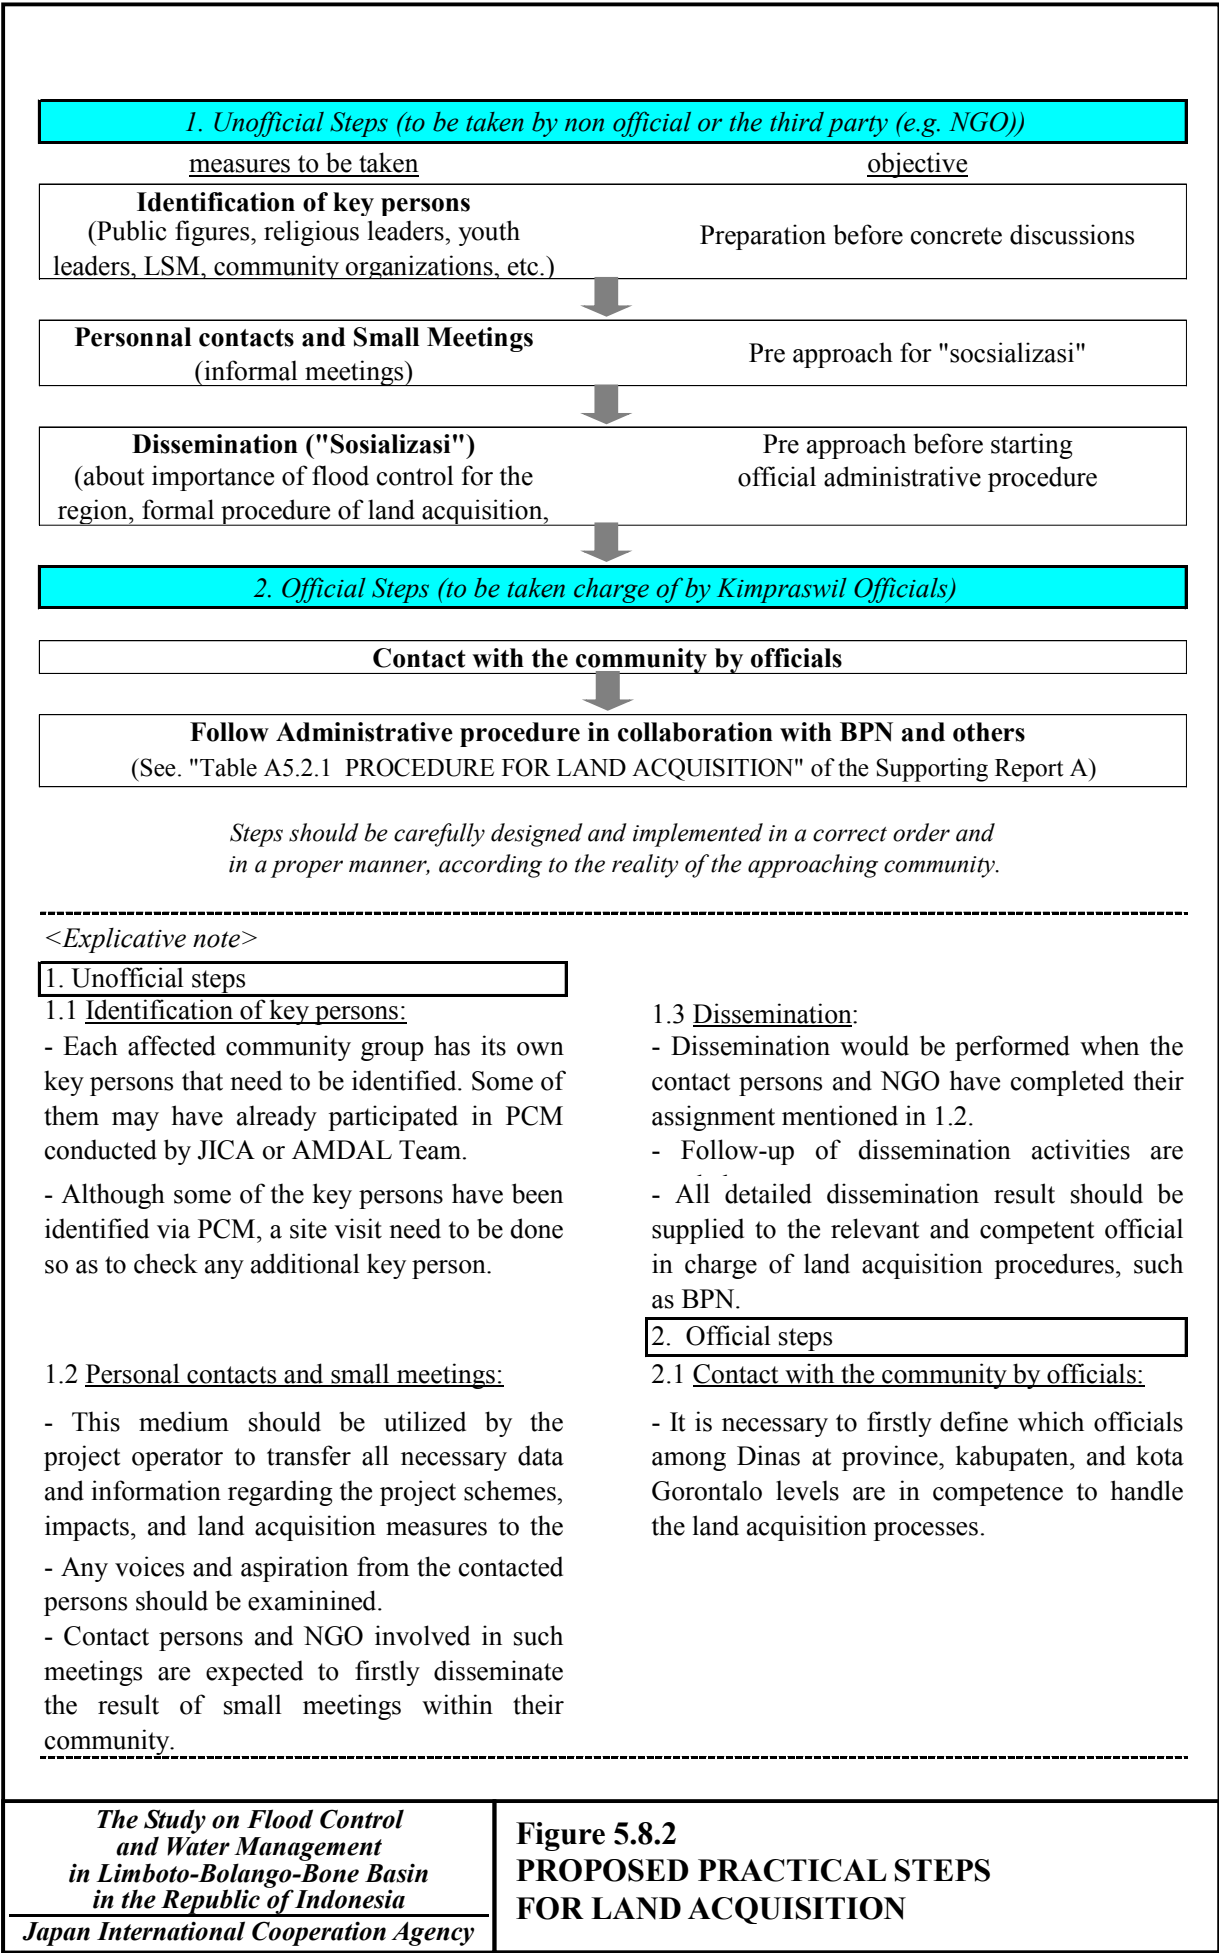 1. Unofficial Steps (to be taken by non official or the third party (e.g. NGO))
measures to be taken
objective
Identification of key persons
(Public figures, religious leaders, youth
leaders, LSM, community organizations, etc.)
Preparation before concrete discussions
Personnal contacts and Small Meetings
(informal meetings)
Pre approach for "socsializasi"
Dissemination ("Sosializasi")
(about importance of flood control for the
region, formal procedure of land acquisition,
Pre approach before starting
official administrative procedure
2. Official Steps (to be taken charge of by Kimpraswil Officials)
Contact with the community by officials
Follow Administrative procedure in collaboration with BPN and others
(See. "Table A5.2.1  PROCEDURE FOR LAND ACQUISITION" of the Supporting Report A)
Steps should be carefully designed and implemented in a correct order and
in a proper manner, according to the reality of the approaching community.
<Explicative note>
1. Unofficial steps
1.1 Identification of key persons:
- Each affected community group has its own
key persons that need to be identified. Some of
them may have already participated in PCM
conducted by JICA or AMDAL Team.
- Although some of the key persons have been
identified via PCM, a site visit need to be done
so as to check any additional key person.
1.2 Personal contacts and small meetings:
- This medium should be utilized by the
project operator to transfer all necessary data
and information regarding the project schemes,
impacts, and land acquisition measures to the
- Any voices and aspiration from the contacted
persons should be examinined.
- Contact persons and NGO involved in such
meetings are expected to firstly disseminate
the result of small meetings within their
community.
1.3 Dissemination:
- Dissemination would be performed when the
contact persons and NGO have completed their
assignment mentioned in 1.2.
- Follow-up of dissemination activities are
- All detailed dissemination result should be
supplied to the relevant and competent official
in charge of land acquisition procedures, such
as BPN.
2.  Official steps
2.1 Contact with the community by officials:
- It is necessary to firstly define which officials
among Dinas at province, kabupaten, and kota
Gorontalo levels are in competence to handle
the land acquisition processes.
The Study on Flood Control
and Water Management
in Limboto-Bolango-Bone Basin
in the Republic of Indonesia
Japan International Cooperation Agency
Figure 5.8.2
PROPOSED PRACTICAL STEPS
FOR LAND ACQUISITION